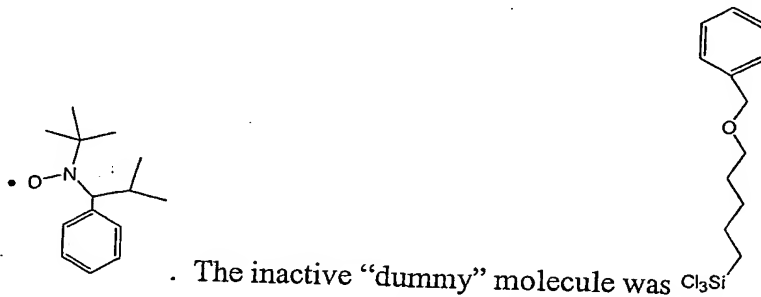 O
O
N
. The inactive “dummy” molecule was Cl3Si